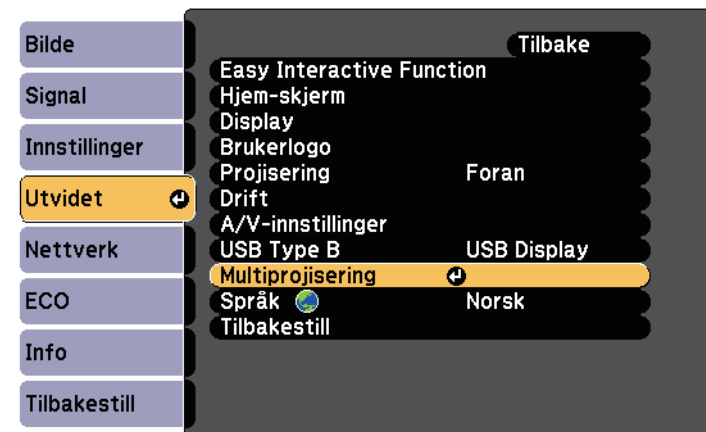 Bilde
Signal
Innstillinger
Utvidet
Nettverk
ECO
Info
Tilbakestill
Tilbake
Easy Interactive Function
Hjem-skjerm
Display
Brukerlogo
Projisering Foran
Drift
A/V-innstillinger
USB Type B USB Display
Multiprojisering
Språk Norsk
Tilbakestill